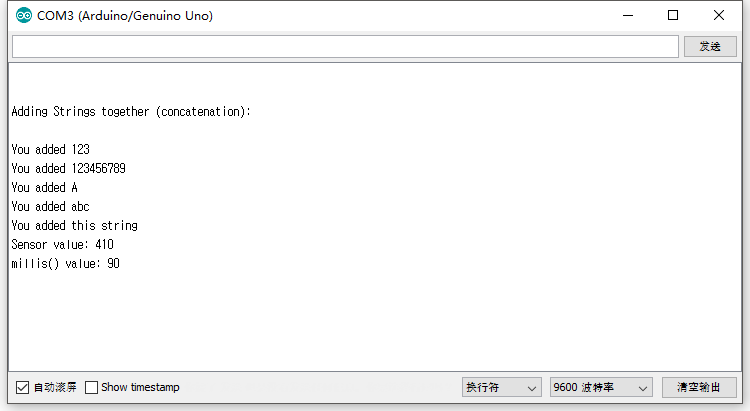 COM3 (Arduino/Genuino Uno)
发送
Adding Strings together (concatenation):
You added 123
You added 123456789
You added A
You added abc
You added this string
Sensor value: 410
millis() value: 90
自动滚屏 Show timestamp 换行符 9600 波特率 清空输出